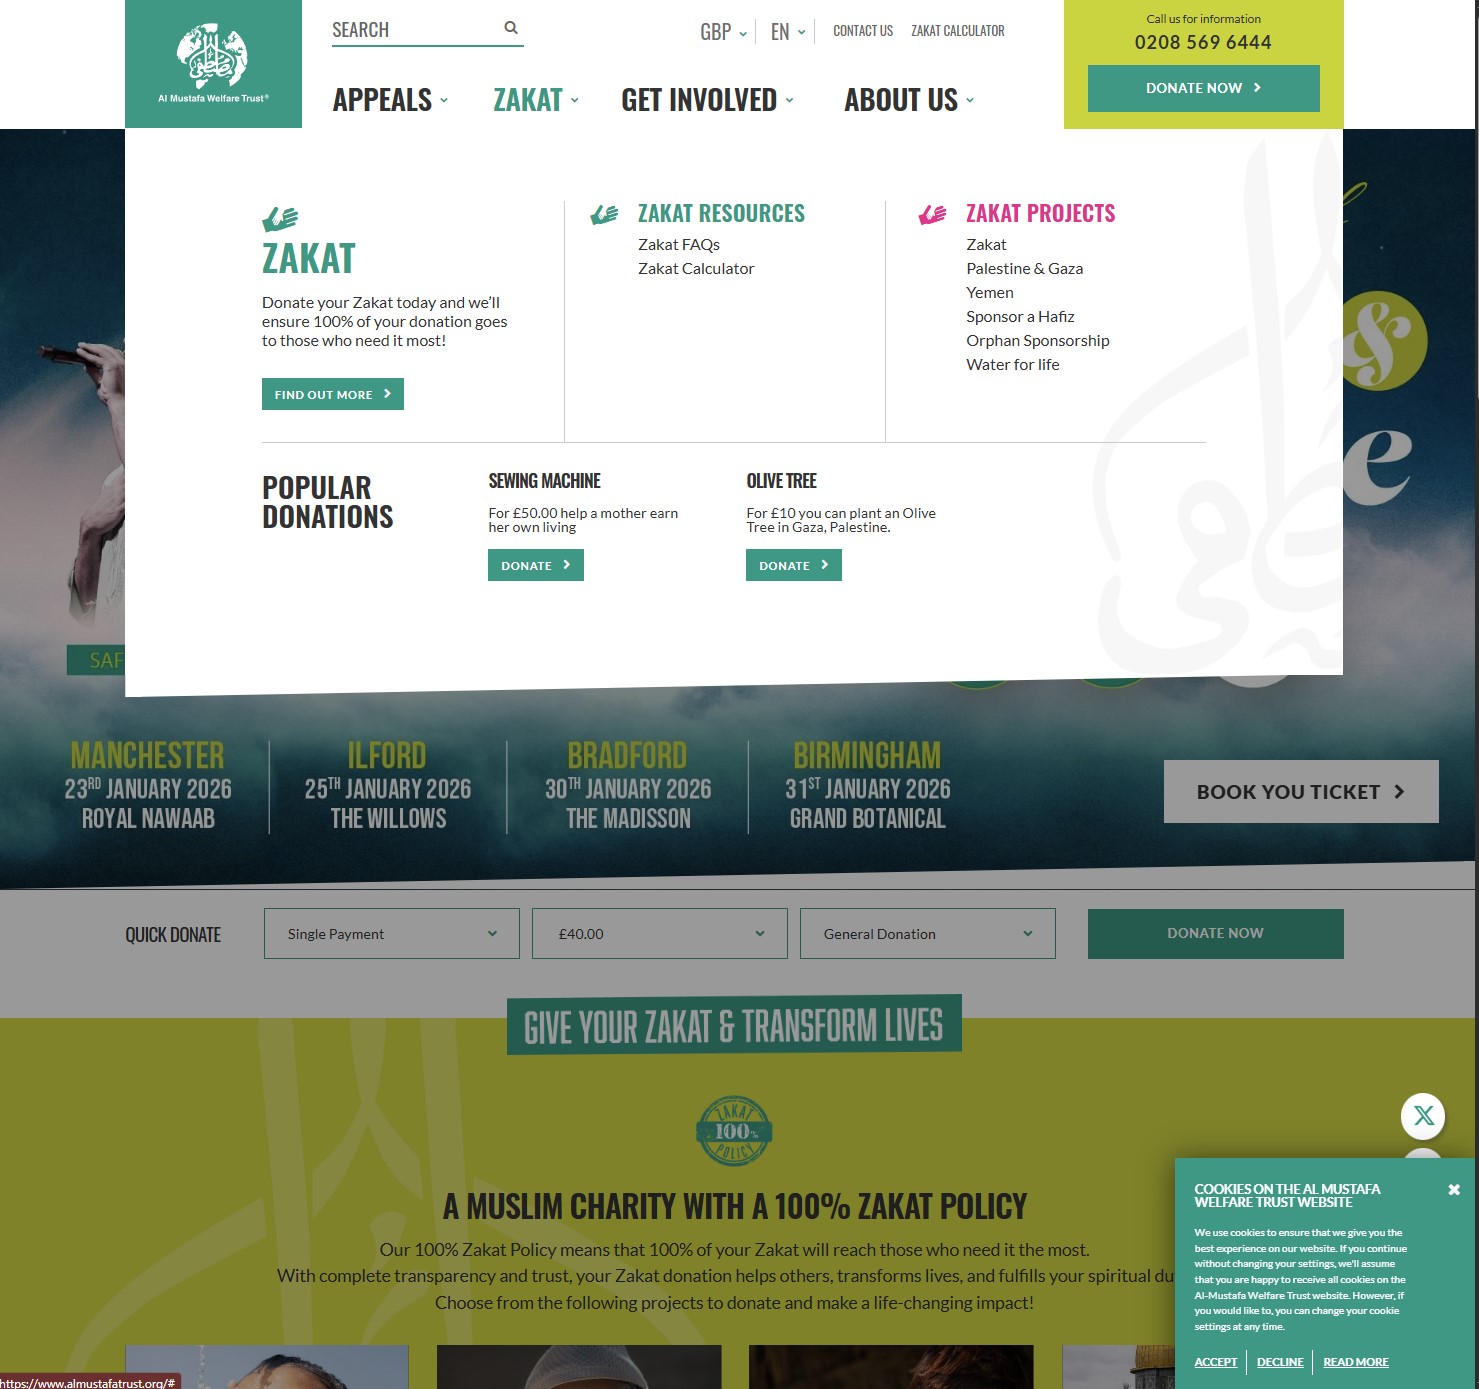 Al Mustafa Welfare Trust®
SEARCH
GBP
EN
CONTACT US
ZAKAT CALCULATOR
Call us for information
0208 569 6444
DONATE NOW
APPEALS
ZAKAT
GET INVOLVED
ABOUT US
ZAKAT
Donate your Zakat today and we’ll
ensure 100% of your donation goes
to those who need it most!
FIND OUT MORE
ZAKAT RESOURCES
Zakat FAQs
Zakat Calculator
ZAKAT PROJECTS
Zakat
Palestine & Gaza
Yemen
Sponsor a Hafiz
Orphan Sponsorship
Water for life
POPULAR
DONATIONS
SEWING MACHINE
For £50.00 help a mother earn
her own living
DONATE
OLIVE TREE
For £10 you can plant an Olive
Tree in Gaza, Palestine.
DONATE
&
e
SAF
MANCHESTER
23RD JANUARY 2026
ROYAL NAWAAB
ILFORD
25TH JANUARY 2026
THE WILLOWS
BRADFORD
30TH JANUARY 2026
THE MADISSON
BIRMINGHAM
31ST JANUARY 2026
GRAND BOTANICAL
BOOK YOU TICKET
QUICK DONATE
Single Payment
£40.00
General Donation
DONATE NOW
GIVE YOUR ZAKAT & TRANSFORM LIVES
ZAKAT
100%
POLICY
A MUSLIM CHARITY WITH A 100% ZAKAT POLICY
Our 100% Zakat Policy means that 100% of your Zakat will reach those who need it the most.
With complete transparency and trust, your Zakat donation helps others, transforms lives, and fulfills your spiritual du
Choose from the following projects to donate and make a life-changing impact!
COOKIES ON THE AL MUSTAFA
WELFARE TRUST WEBSITE
We use cookies to ensure that we give you the
best experience on our website. If you continue
without changing your settings, we'll assume
that you are happy to receive all cookies on the
Al-Mustafa Welfare Trust website. However, if
you would like to, you can change your cookie
settings at any time.
ACCEPT
DECLINE
READ MORE
https://www.almustafatrust.org/#